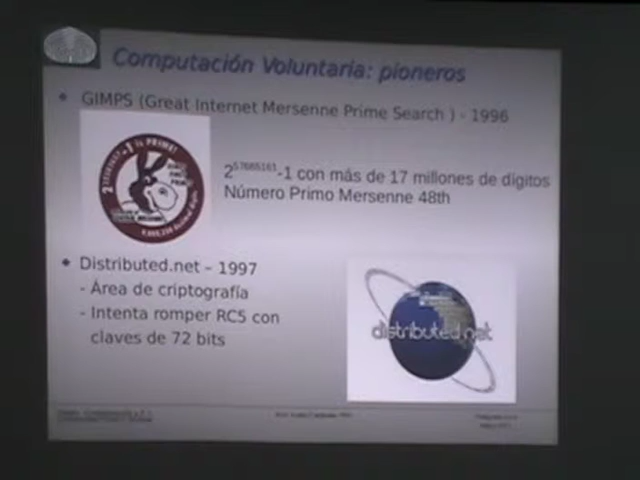 Computación Voluntaria: pioneros
• GIMPS (Great Internet Mersenne Prime Search ) - 1996
2^57885161-1 con más de 17 millones de dígitos
Número Primo Mersenne 48th
• Distributed.net – 1997
- Área de criptografía
- Intenta romper RC5 con
claves de 72 bits
distributed.net